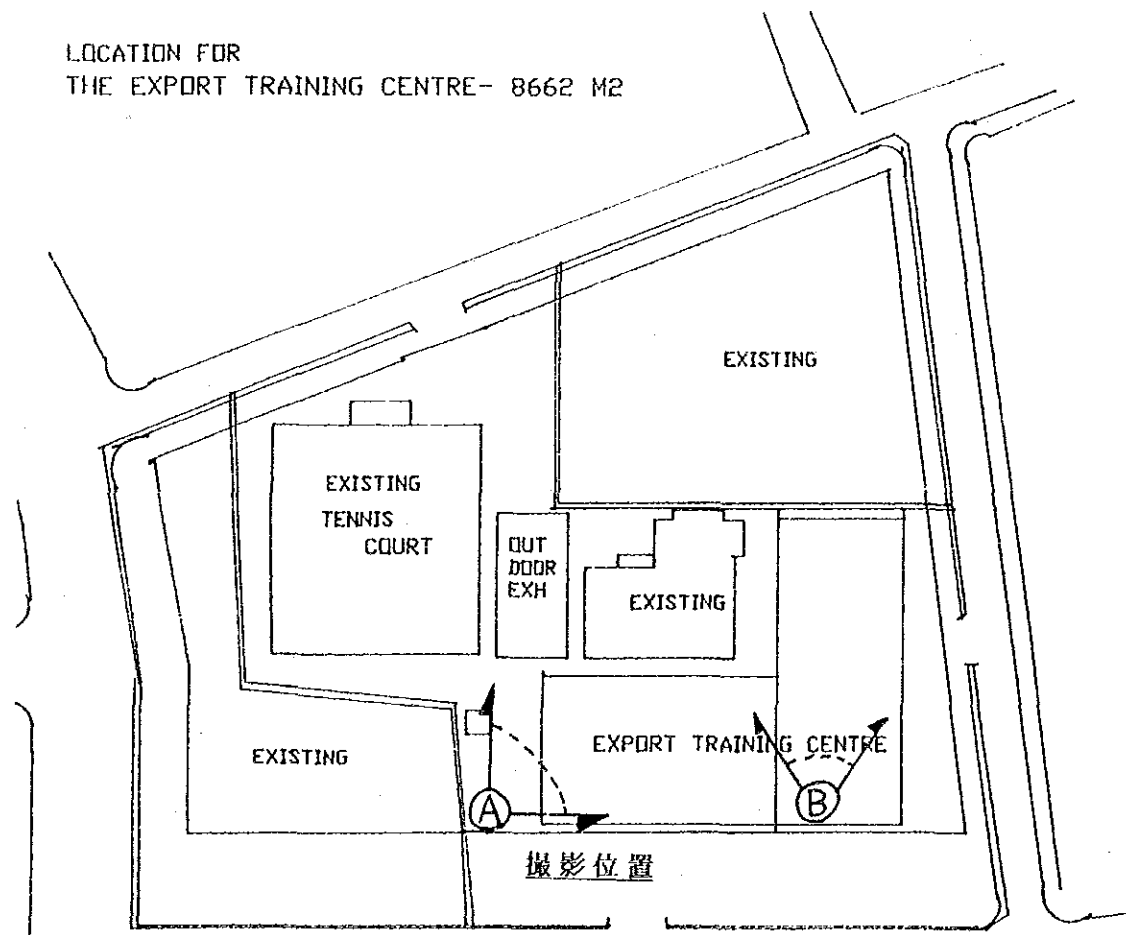 LOCATION FOR
THE EXPORT TRAINING CENTRE- 8662 M2
EXISTING
EXISTING
TENNIS
COURT
OUT
DOOR
EXH
EXISTING
EXISTING
EXPORT TRAINING CENTRE
A
B
撮影位置